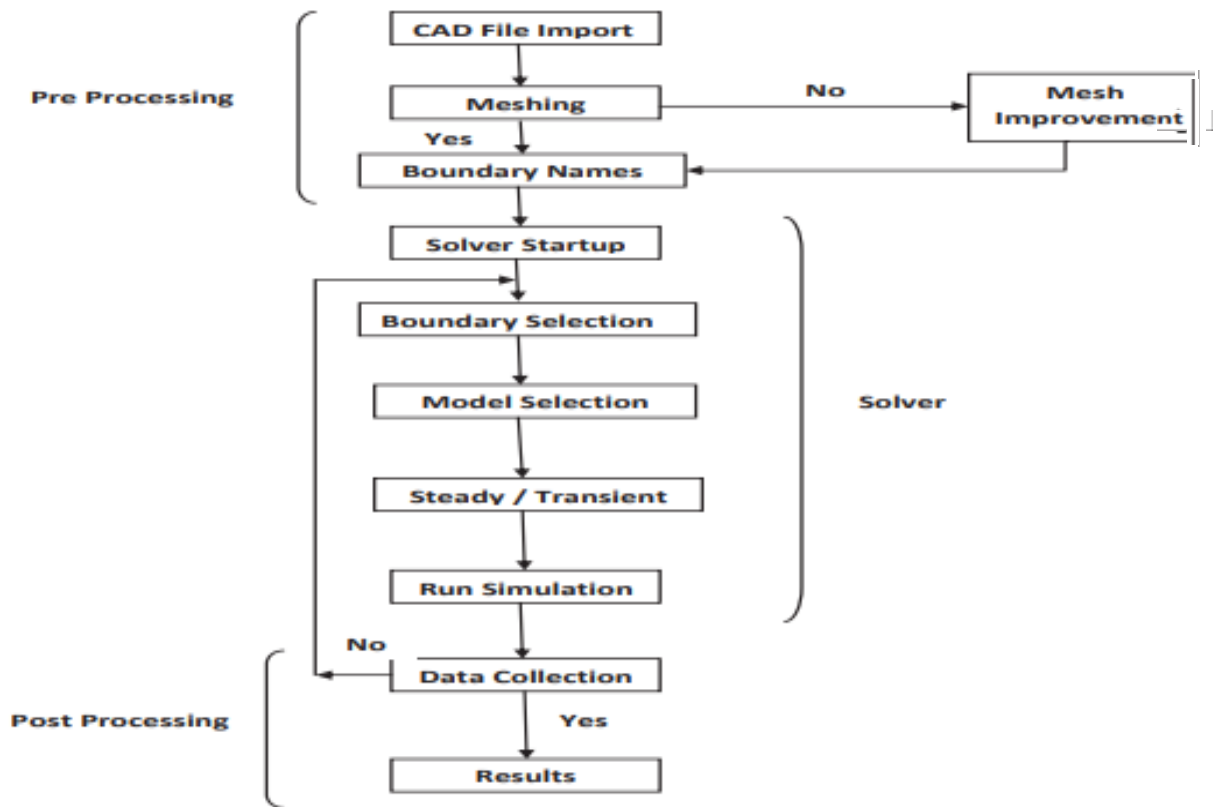 CAD File Import
Pre Processing
Meshing
No
Mesh
Improvement
Yes
Boundary Names
Solver Startup
Boundary Selection
Model Selection
Solver
Steady / Transient
Run Simulation
No
Data Collection
Post Processing
Yes
Results